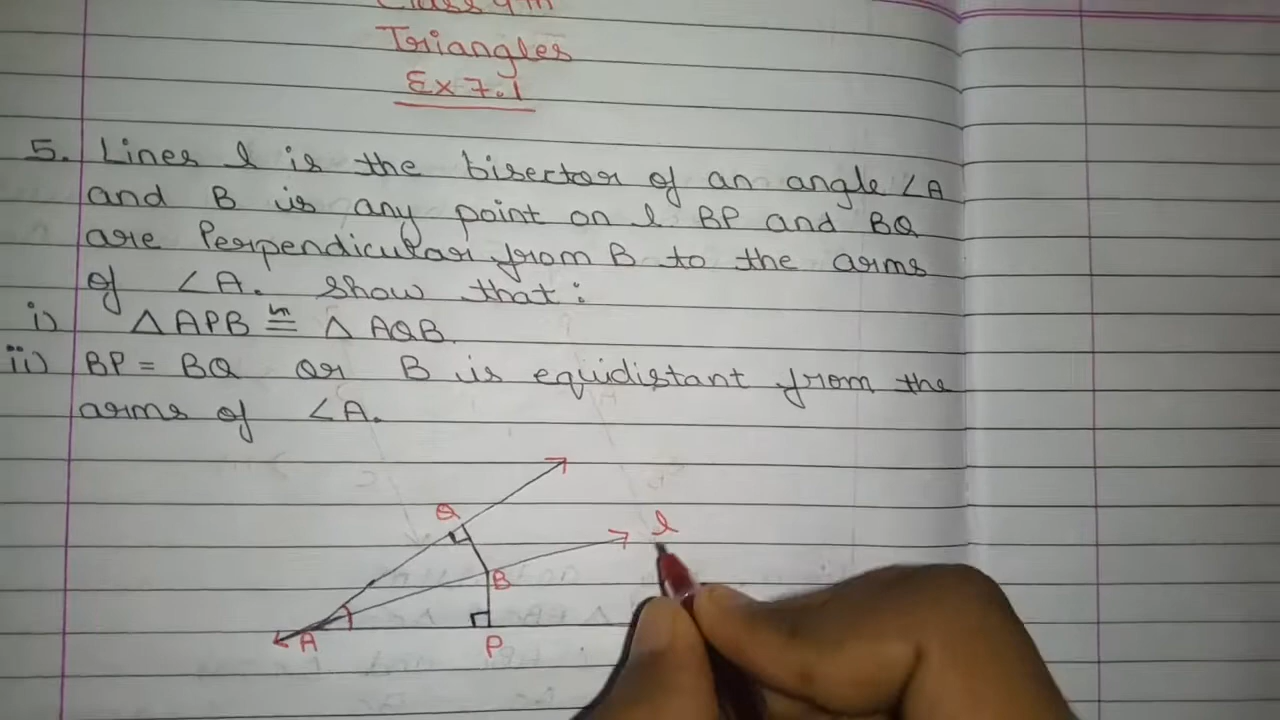 Class 9th
Triangles
Ex 7.1
5. Lines l is the bisector of an angle ∠A
and B is any point on l. BP and BQ
are Perpendicular from B to the arms
of ∠A. show that:
i) △APB ≅ △AQB.
ii) BP = BQ or B is equidistant from the
arms of ∠A.
Q
l
B
A
P